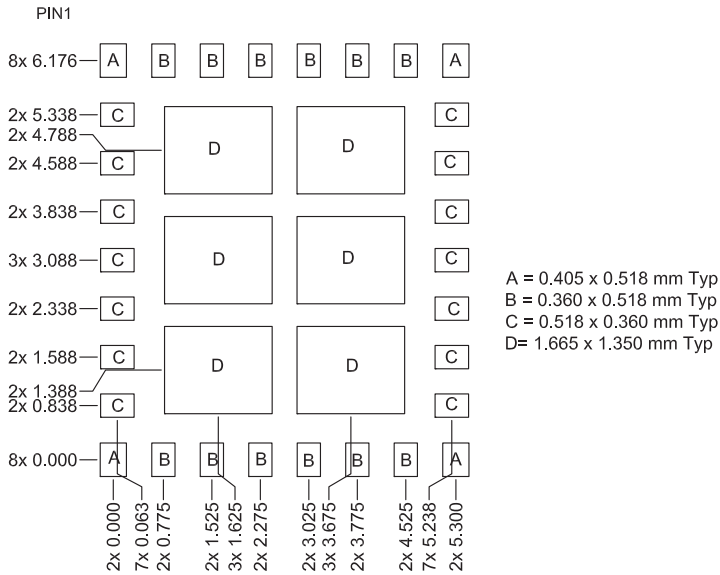 PIN1
8x 6.176 A B B B B B B A
2x 5.338 C C
2x 4.788 D D
2x 4.588 C C
2x 3.838 C C
3x 3.088 C D D C
A = 0.405 x 0.518 mm Typ
B = 0.360 x 0.518 mm Typ
C = 0.518 x 0.360 mm Typ
D= 1.665 x 1.350 mm Typ
2x 2.338 C C
2x 1.588 C D D C
2x 1.388
2x 0.838 C C
8x 0.000 A B B B B B B A
2x 0.000
7x 0.063
2x 0.775
2x 1.525
3x 1.625
2x 2.275
2x 3.025
3x 3.675
2x 3.775
2x 4.525
7x 5.238
2x 5.300